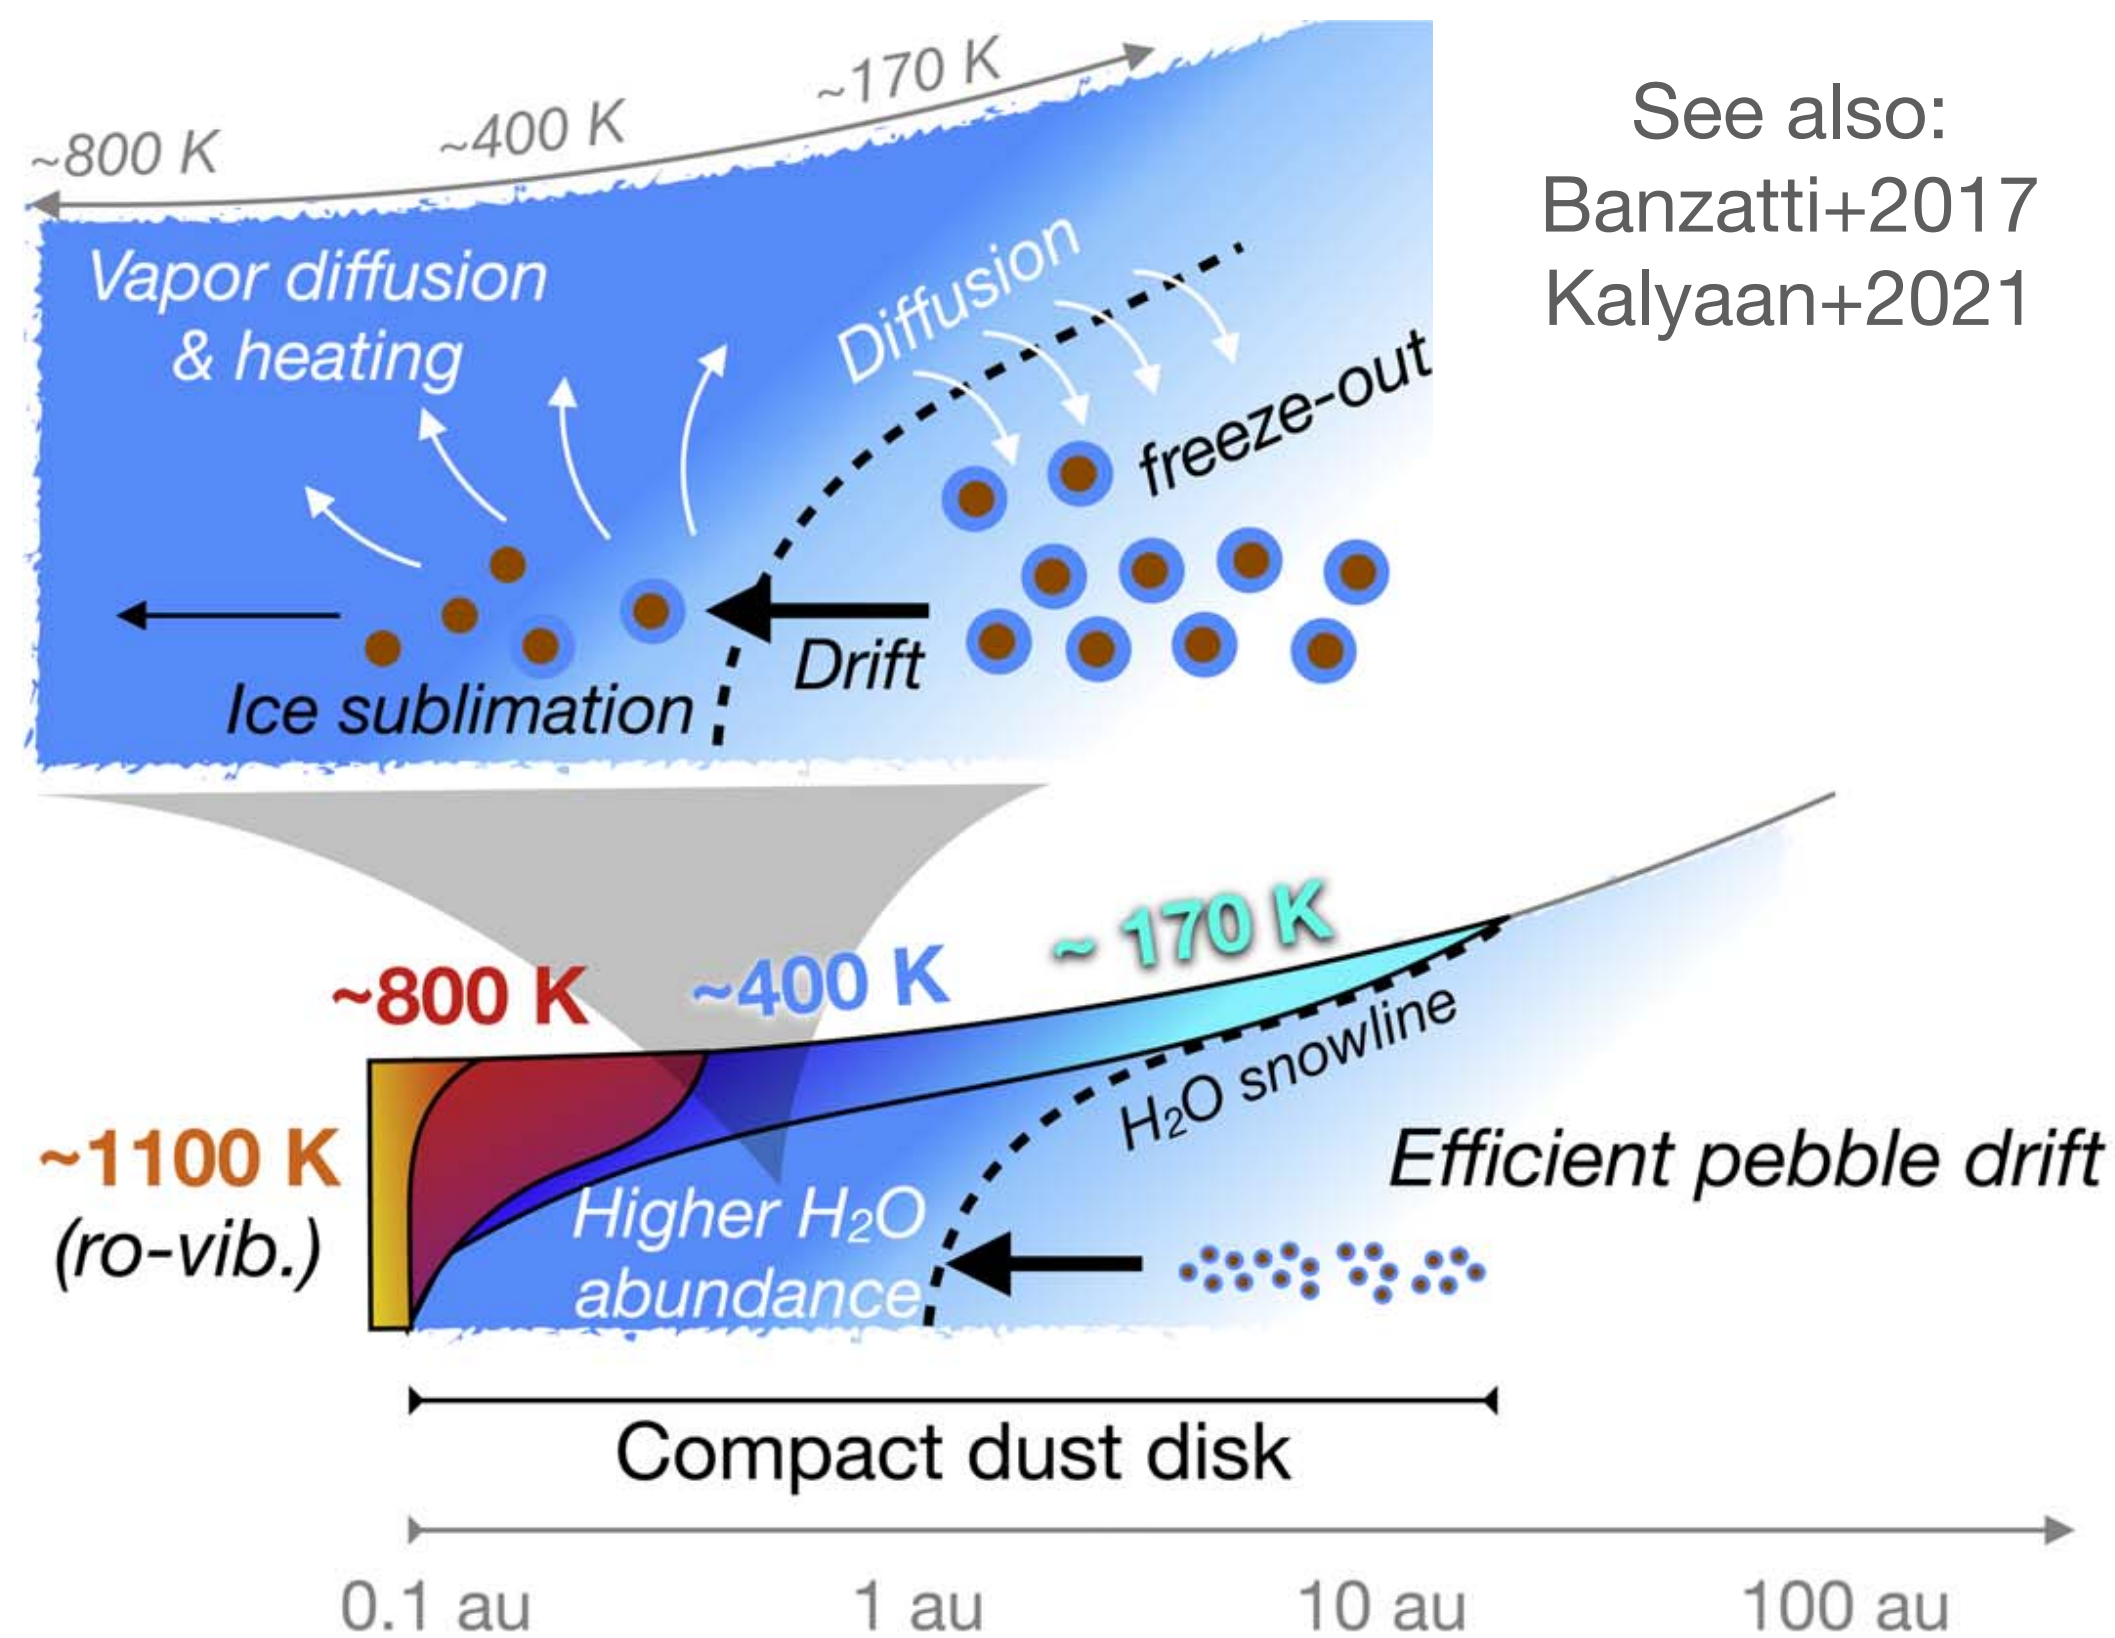 ~800 K
~400 K
~170 K
See also:
Banzatti+2017
Kalyaan+2021
Vapor diffusion
& heating
Diffusion
freeze-out
Drift
Ice sublimation
~800 K
~400 K
~ 170 K
H₂O snowline
~1100 K
(ro-vib.)
Higher H₂O
abundance
Efficient pebble drift
Compact dust disk
0.1 au
1 au
10 au
100 au